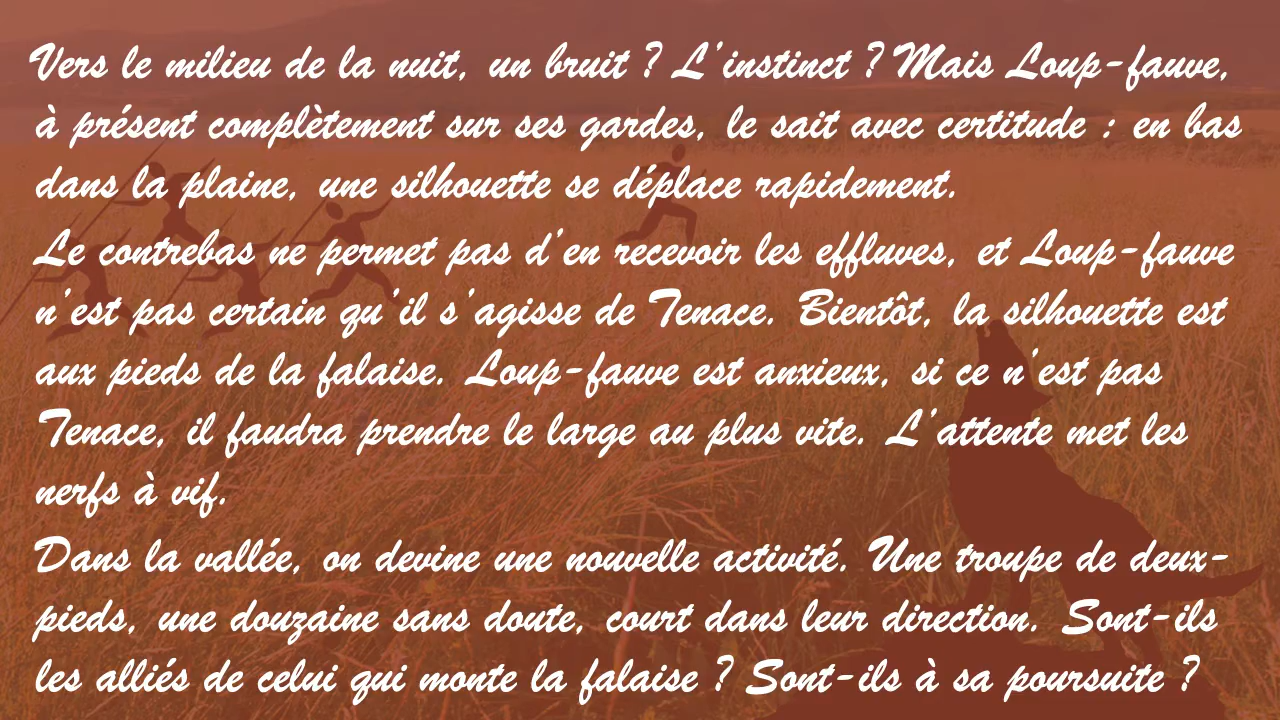 Vers le milieu de la nuit, un bruit ? L'instinct ? Mais Loup-fauve,
à présent complètement sur ses gardes, le sait avec certitude : en bas
dans la plaine, une silhouette se déplace rapidement.
Le contrebas ne permet pas d'en recevoir les effluves, et Loup-fauve
n'est pas certain qu'il s'agisse de Tenace. Bientôt, la silhouette est
aux pieds de la falaise. Loup-fauve est anxieux, si ce n'est pas
Tenace, il faudra prendre le large au plus vite. L'attente met les
nerfs à vif.
Dans la vallée, on devine une nouvelle activité. Une troupe de deux-
pieds, une douzaine sans doute, court dans leur direction. Sont-ils
les alliés de celui qui monte la falaise ? Sont-ils à sa poursuite ?